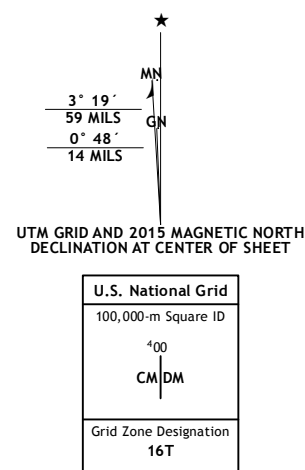 ★
MN
3° 19´
59 MILS
GN
0° 48´
14 MILS
UTM GRID AND 2015 MAGNETIC NORTH
DECLINATION AT CENTER OF SHEET
U.S. National Grid
100,000-m Square ID
⁴00
CM DM
Grid Zone Designation
16T